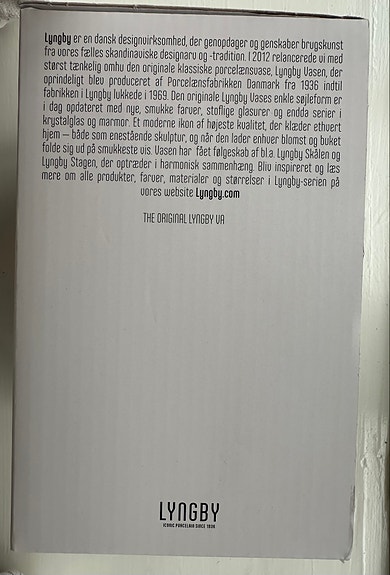 Lyngby er en dansk designvirksomhed, der genopdager og genskaber brugskunst
fra vores fælles skandinaviske designarv og -tradition. I 2012 relancerede vi med
størst tænkelig omhu den originale klassiske porcelænsvase, Lyngby Vasen, der
oprindeligt blev produceret af Porcelænsfabrikken Danmark fra 1936 indtil
fabrikken i Lyngby lukkede i 1969. Den originale Lyngby Vases enkle søjleform er
i dag opdateret med nye, smukke farver, stoflige glasurer og endda serier i
krystalglas og marmor. Et moderne ikon af højeste kvalitet, der klæder ethvert
hjem – både som enestående skulptur, og når den lader enhver blomst og buket
folde sig ud på smukkeste vis. Vasen har fået følgeskab af bl.a. Lyngby Skålen og
Lyngby Stagen, der optræder i harmonisk sammenhæng. Bliv inspireret og læs
mere om alle produkter, farver, materialer og størrelser i Lyngby-serien på
vores website Lyngby.com
THE ORIGINAL LYNGBY VA
LYNGBY
ICONIC PORCELAIN SINCE 1936